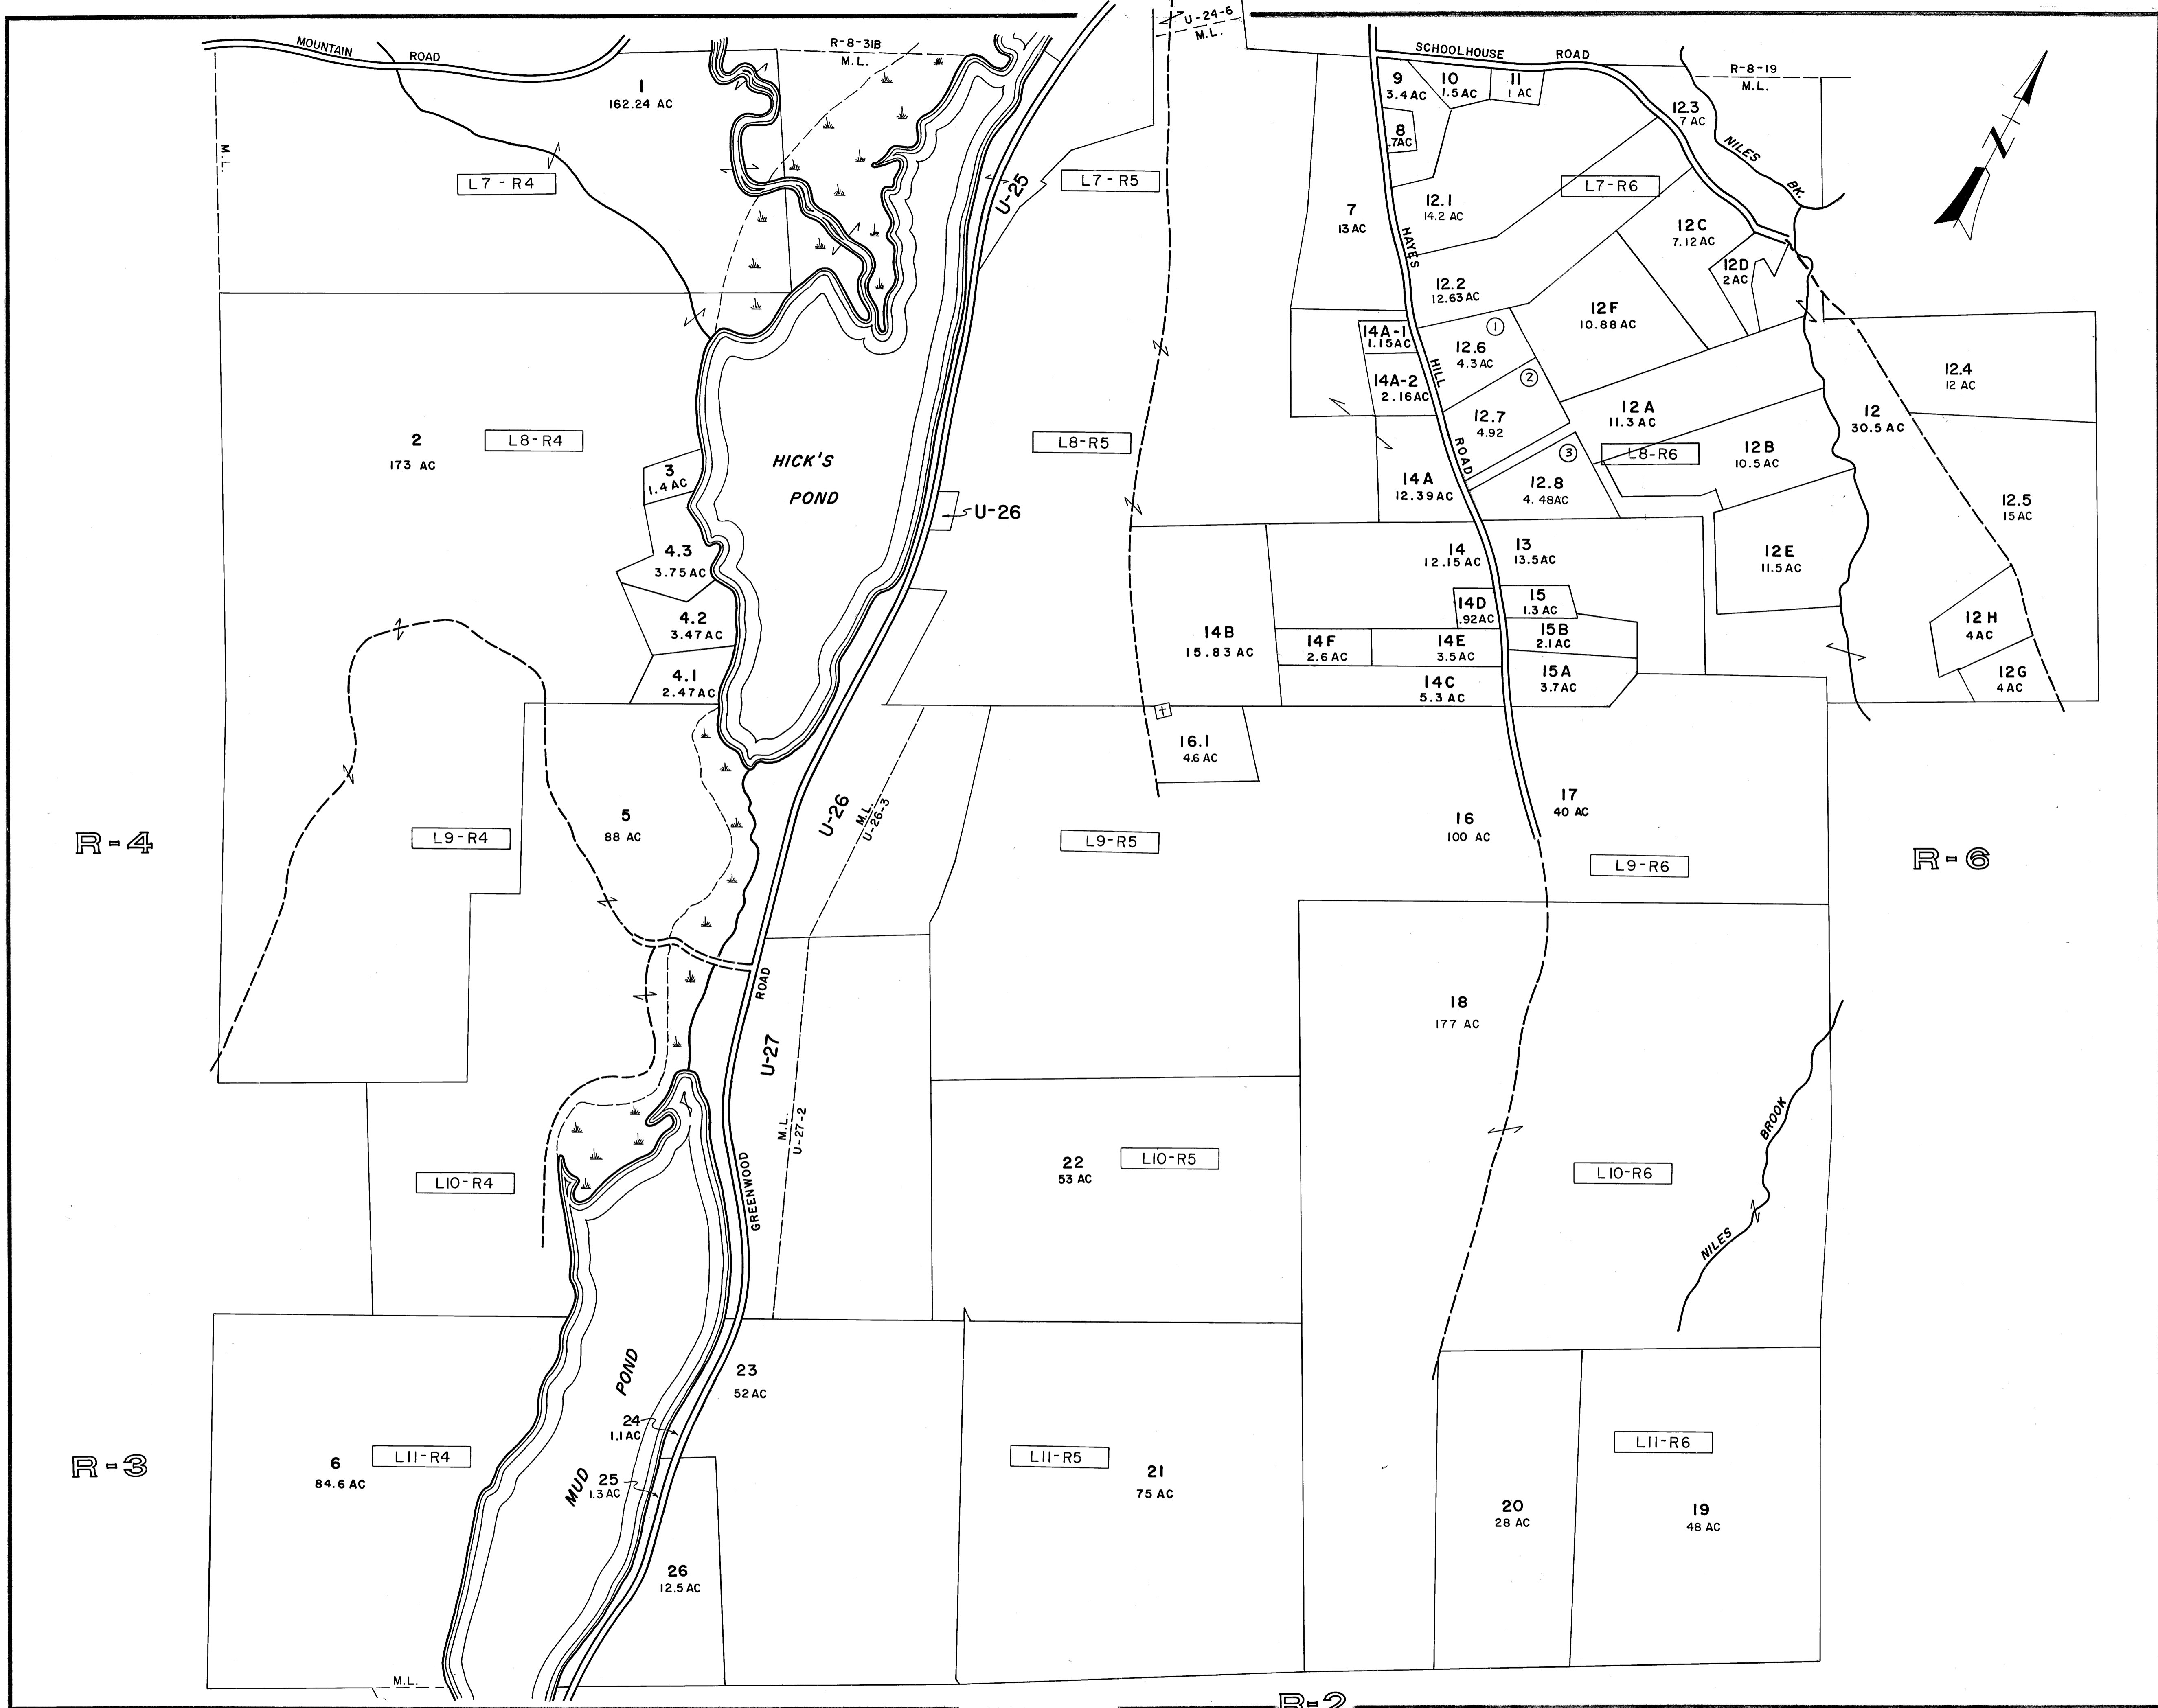 U-24-6
M.L.
MOUNTAIN ROAD
R-8-31B
M.L.
SCHOOLHOUSE ROAD
R-8-19
M.L.
1
162.24 AC
9
3.4 AC
10
1.5 AC
11
1 AC
12.3
7 AC
8
.7AC
NILES BK.
M.L.
L7-R4
U-25
L7-R5
L7-R6
7
13 AC
12.1
14.2 AC
HAYES HILL ROAD
12C
7.12 AC
12D
2 AC
12.2
12.63 AC
12F
10.88 AC
14A-1
1.15AC
1
12.6
4.3 AC
12.4
12 AC
14A-2
2.16AC
2
12.7
4.92
12A
11.3 AC
12
30.5 AC
2
173 AC
L8-R4
HICK'S
POND
L8-R5
3
L8-R6
12B
10.5 AC
3
1.4 AC
14A
12.39 AC
12.8
4.48AC
12.5
15 AC
U-26
4.3
3.75 AC
14
12.15 AC
13
13.5AC
12E
11.5 AC
14D
.92AC
15
1.3 AC
4.2
3.47 AC
14B
15.83 AC
14F
2.6 AC
14E
3.5 AC
15B
2.1 AC
12H
4 AC
4.1
2.47 AC
14C
5.3 AC
15A
3.7 AC
12G
4 AC
16.1
4.6 AC
5
88 AC
U-26
M.L.
U-26-3
16
100 AC
17
40 AC
R-4
L9-R4
L9-R5
L9-R6
R-6
ROAD
18
177 AC
U-27
M.L.
U-27-2
GREENWOOD
L10-R4
22
53 AC
L10-R5
L10-R6
NILES BROOK
MUD POND
23
52 AC
24
1.1 AC
R-3
6
84.6 AC
L11-R4
25
1.3 AC
L11-R5
21
75 AC
L11-R6
20
28 AC
19
48 AC
26
12.5 AC
M.L.
R-2
N